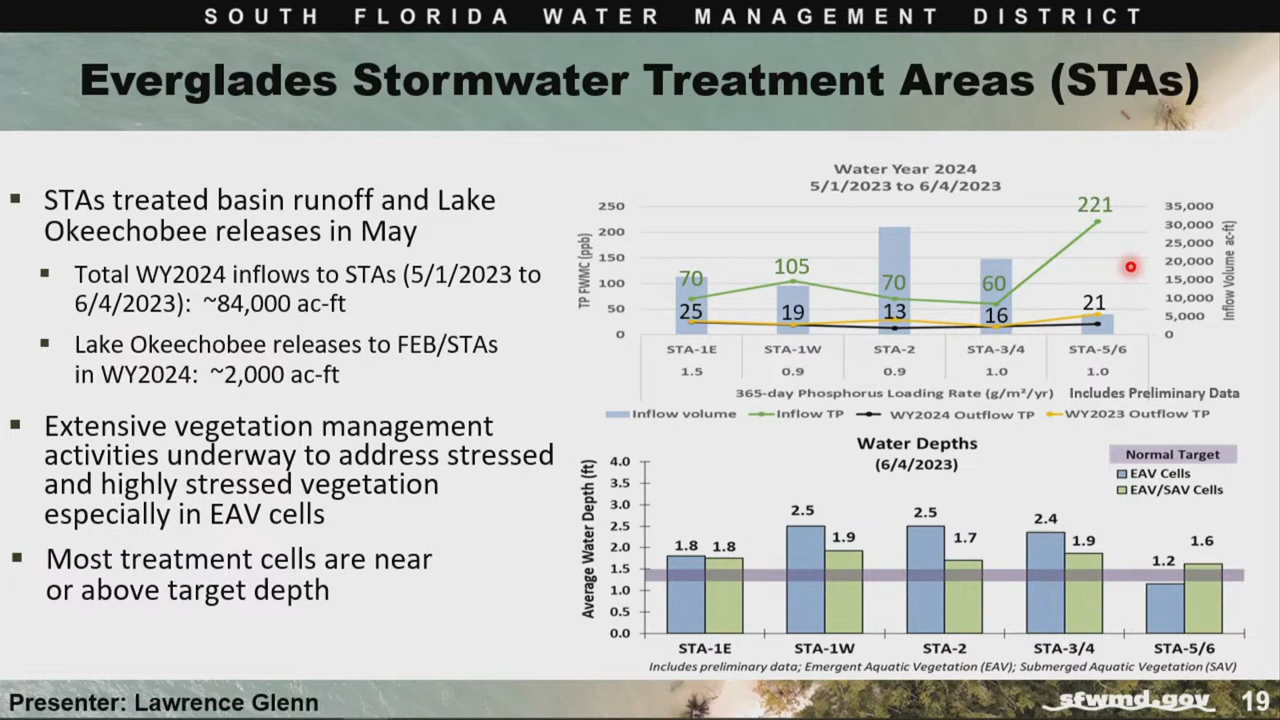 SOUTH FLORIDA WATER MANAGEMENT DISTRICT
Everglades Stormwater Treatment Areas (STAs)
▪ STAs treated basin runoff and Lake
Okeechobee releases in May
▪ Total WY2024 inflows to STAs (5/1/2023 to
6/4/2023): ~84,000 ac-ft
▪ Lake Okeechobee releases to FEB/STAs
in WY2024: ~2,000 ac-ft
▪ Extensive vegetation management
activities underway to address stressed
and highly stressed vegetation
especially in EAV cells
▪ Most treatment cells are near
or above target depth
Water Year 2024
5/1/2023 to 6/4/2023
TP FWMC (ppb)
250
200
150
100
50
0
70
105
70
60
221
25
19
13
16
21
35,000
30,000
25,000
20,000
15,000
10,000
5,000
0
Inflow Volume ac-ft)
STA-1E STA-1W STA-2 STA-3/4 STA-5/6
1.5 0.9 0.9 1.0 1.0
365-day Phosphorus Loading Rate (g/m²/yr) Includes Preliminary Data
Inflow volume Inflow TP WY2024 Outflow TP WY2023 Outflow TP
Water Depths
(6/4/2023)
Normal Target
EAV Cells
EAV/SAV Cells
Average Water Depth (ft)
4.0
3.5
3.0
2.5
2.0
1.5
1.0
0.5
0.0
1.8 1.8
2.5 1.9
2.5 1.7
2.4 1.9
1.2 1.6
STA-1E STA-1W STA-2 STA-3/4 STA-5/6
Includes preliminary data; Emergent Aquatic Vegetation (EAV); Submerged Aquatic Vegetation (SAV)
Presenter: Lawrence Glenn
sfwmd.gov
19